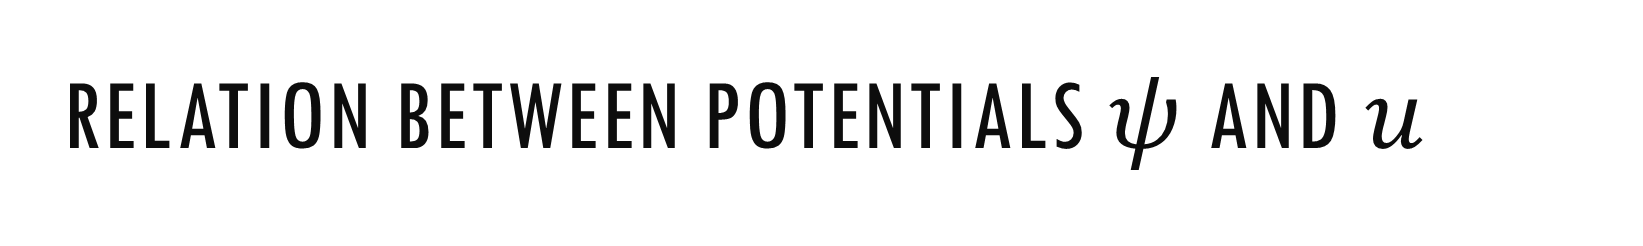 RELATION BETWEEN POTENTIALS 𝜓 AND 𝑢